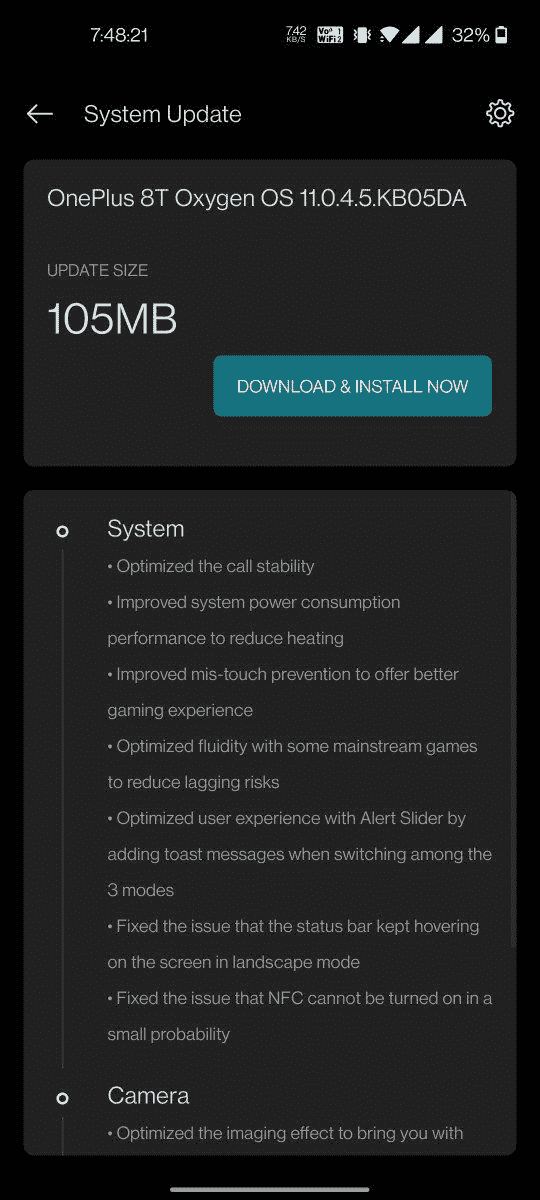 7:48:21
7.42
KB/S
Vo 1
WiFi 2
32%
System Update
OnePlus 8T Oxygen OS 11.0.4.5.KB05DA
UPDATE SIZE
105MB
DOWNLOAD & INSTALL NOW
System
• Optimized the call stability
• Improved system power consumption
performance to reduce heating
• Improved mis-touch prevention to offer better
gaming experience
• Optimized fluidity with some mainstream games
to reduce lagging risks
• Optimized user experience with Alert Slider by
adding toast messages when switching among the
3 modes
• Fixed the issue that the status bar kept hovering
on the screen in landscape mode
• Fixed the issue that NFC cannot be turned on in a
small probability
Camera
• Optimized the imaging effect to bring you with